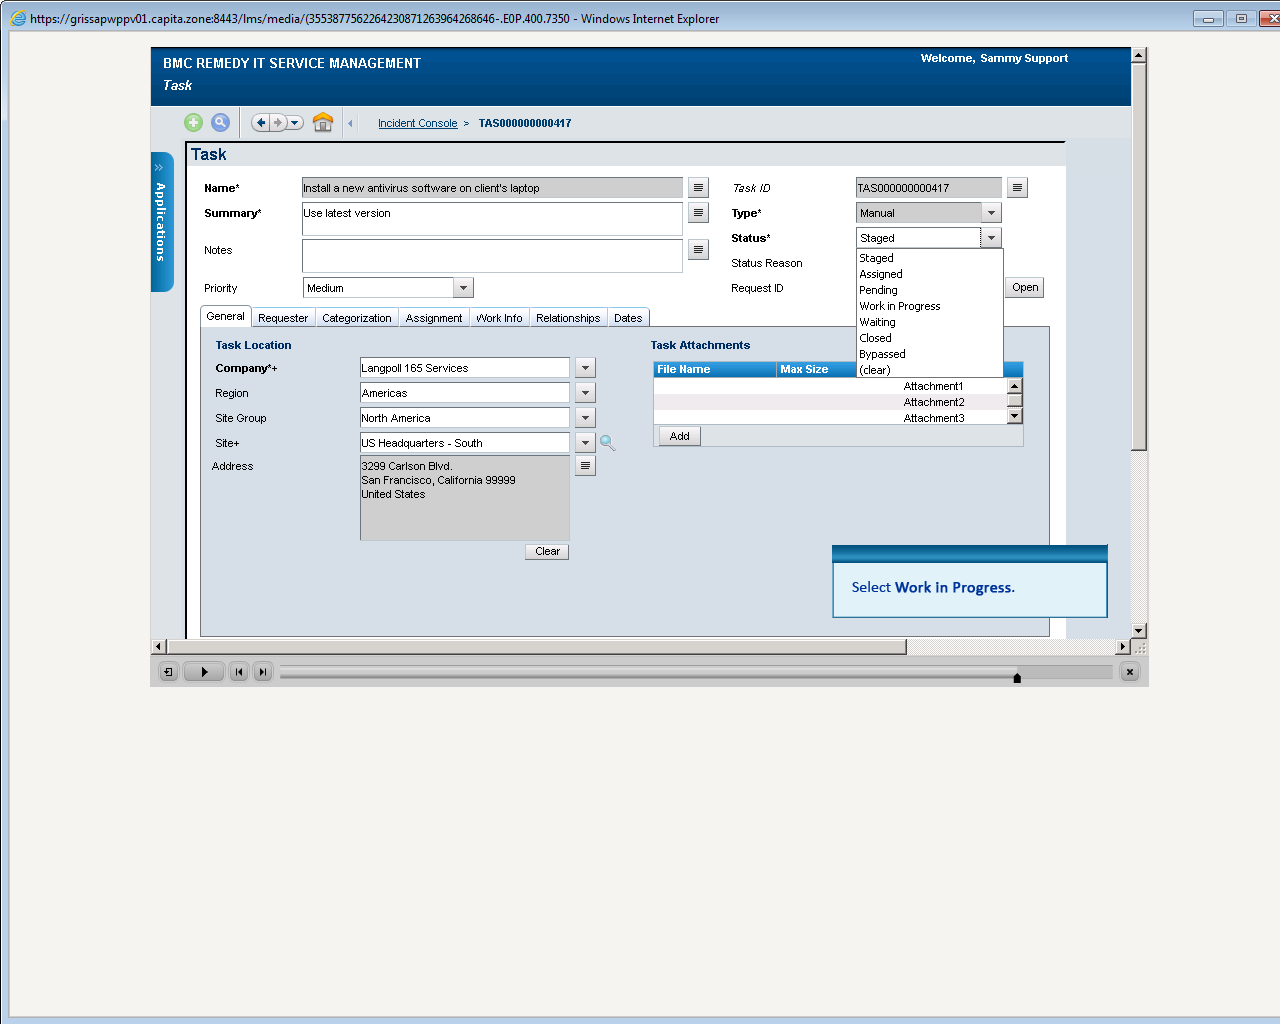 https://grissapwppv01.capita.zone:8443/lms/media/(3553877562264230871263964268646-.E0P.400.7350 - Windows Internet Explorer
BMC REMEDY IT SERVICE MANAGEMENT
Welcome, Sammy Support
Task
Incident Console > TAS000000000417
Applications
Task
Name* Install a new antivirus software on client's laptop
Task ID TAS000000000417
Summary* Use latest version
Type* Manual
Status* Staged
Notes
Status Reason
Priority Medium
Request ID
Open
Staged
Assigned
Pending
Work in Progress
Waiting
Closed
Bypassed
(clear)
General Requester Categorization Assignment Work Info Relationships Dates
Task Location
Company*+ Langpoll 165 Services
Region Americas
Site Group North America
Site+ US Headquarters - South
Address 3299 Carlson Blvd.
San Francisco, California 99999
United States
Clear
Task Attachments
File Name Max Size
Attachment1
Attachment2
Attachment3
Add
Select Work in Progress.